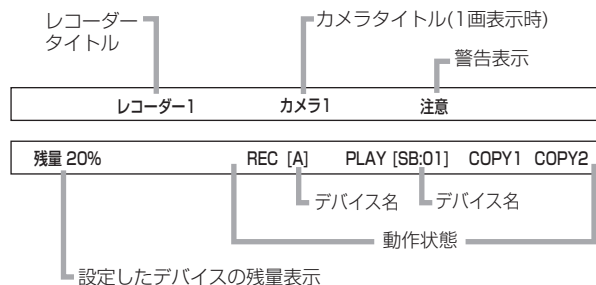 レコーダー
タイトル
カメラタイトル(1画表示時)
警告表示
レコーダー1 カメラ1 注意
残量 20% REC [A] PLAY [SB:01] COPY1 COPY2
デバイス名 デバイス名
動作状態
設定したデバイスの残量表示